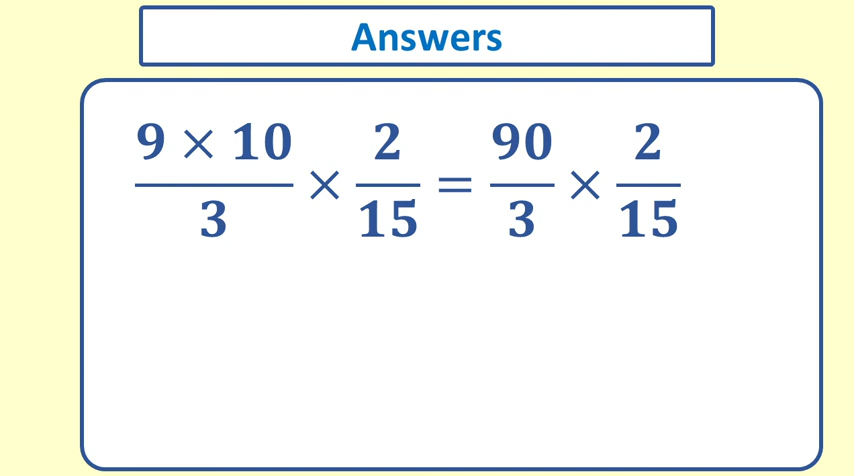 Answers
9 × 10 / 3 × 2 / 15 = 90 / 3 × 2 / 15